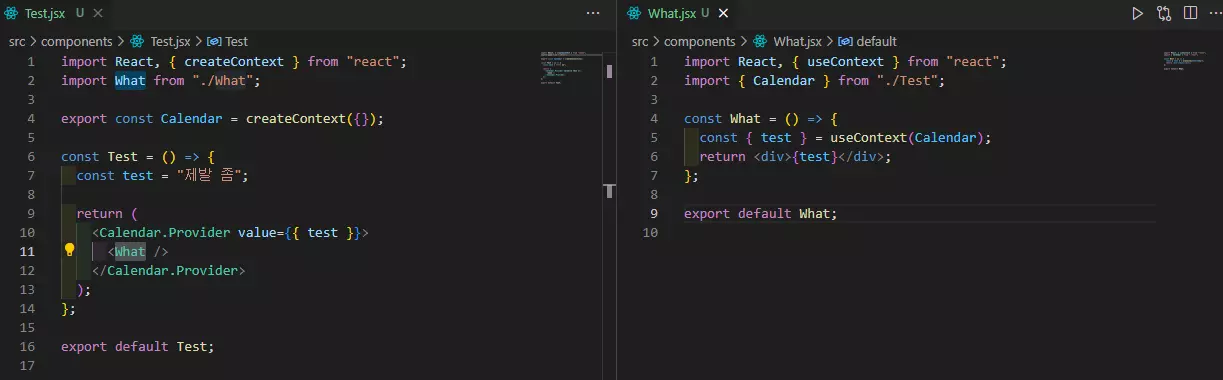 Test.jsx U
src > components > Test.jsx > Test
1 import React, { createContext } from "react";
2 import What from "./What";
3
4 export const Calendar = createContext({});
5
6 const Test = () => {
7 const test = "제발 좀";
8
9 return (
10 <Calendar.Provider value={{ test }}>
11 <What />
12 </Calendar.Provider>
13 );
14 };
15
16 export default Test;
17
What.jsx U
src > components > What.jsx > default
1 import React, { useContext } from "react";
2 import { Calendar } from "./Test";
3
4 const What = () => {
5 const { test } = useContext(Calendar);
6 return <div>{test}</div>;
7 };
8
9 export default What;
10